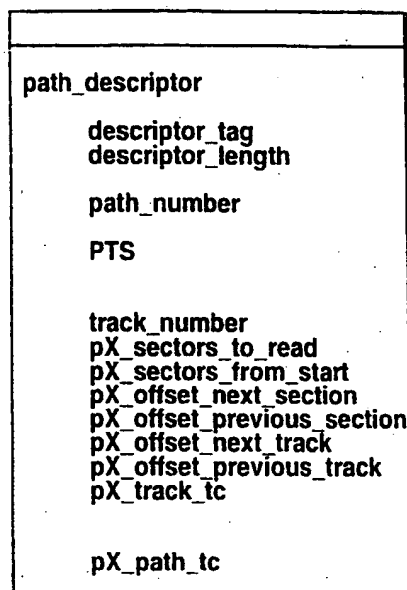 path_descriptor
descriptor_tag
descriptor_length
path_number
PTS
track_number
pX_sectors_to_read
pX_sectors_from_start
pX_offset_next_section
pX_offset_previous_section
pX_offset_next_track
pX_offset_previous_track
pX_track_tc
pX_path_tc